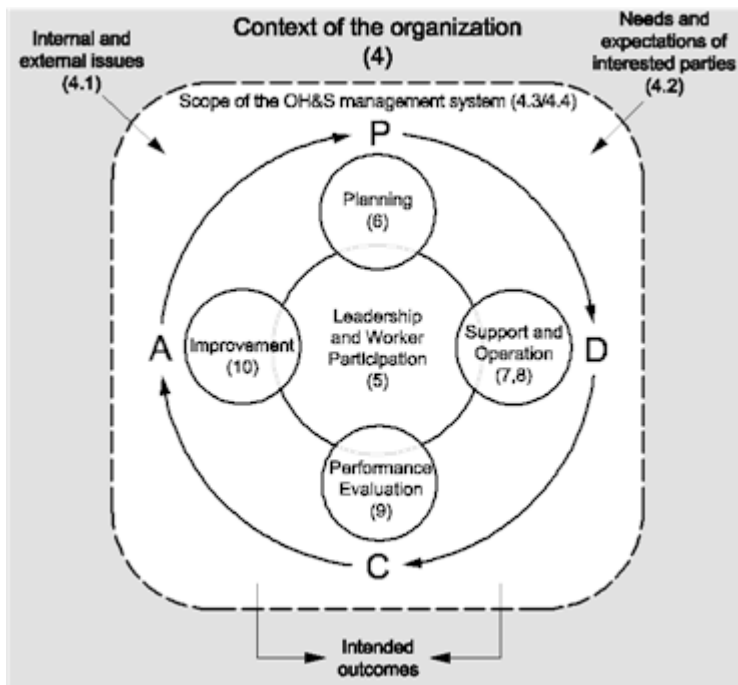 Context of the organization
(4)
Internal and
external issues
(4.1)
Needs and
expectations of
interested parties
(4.2)
Scope of the OH&S management system (4.3/4.4)
P
Planning
(6)
A
Improvement
(10)
Leadership
and Worker
Participation
(5)
Support and
Operation
(7,8)
D
Performance
Evaluation
(9)
C
Intended
outcomes